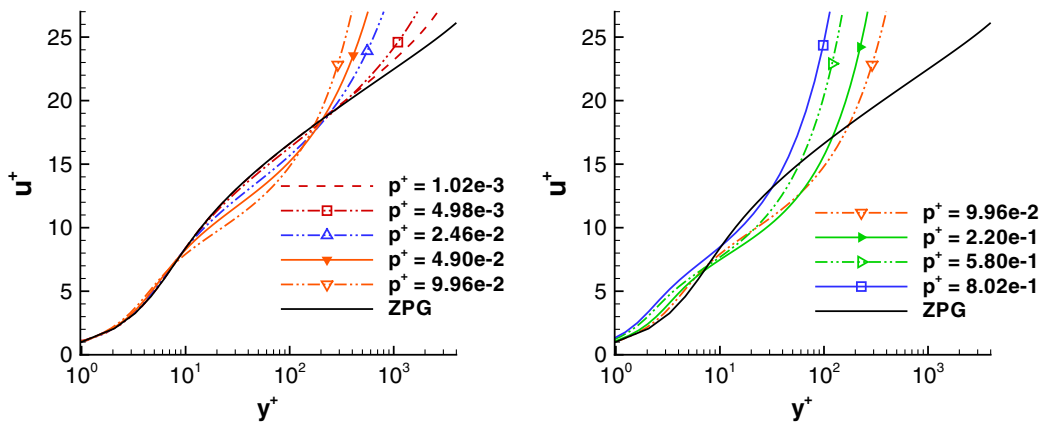 u+
25
20
15
10
5
0
10^0
10^1
10^2
10^3
y+
p+ = 1.02e-3
p+ = 4.98e-3
p+ = 2.46e-2
p+ = 4.90e-2
p+ = 9.96e-2
ZPG
u+
25
20
15
10
5
0
10^0
10^1
10^2
10^3
y+
p+ = 9.96e-2
p+ = 2.20e-1
p+ = 5.80e-1
p+ = 8.02e-1
ZPG